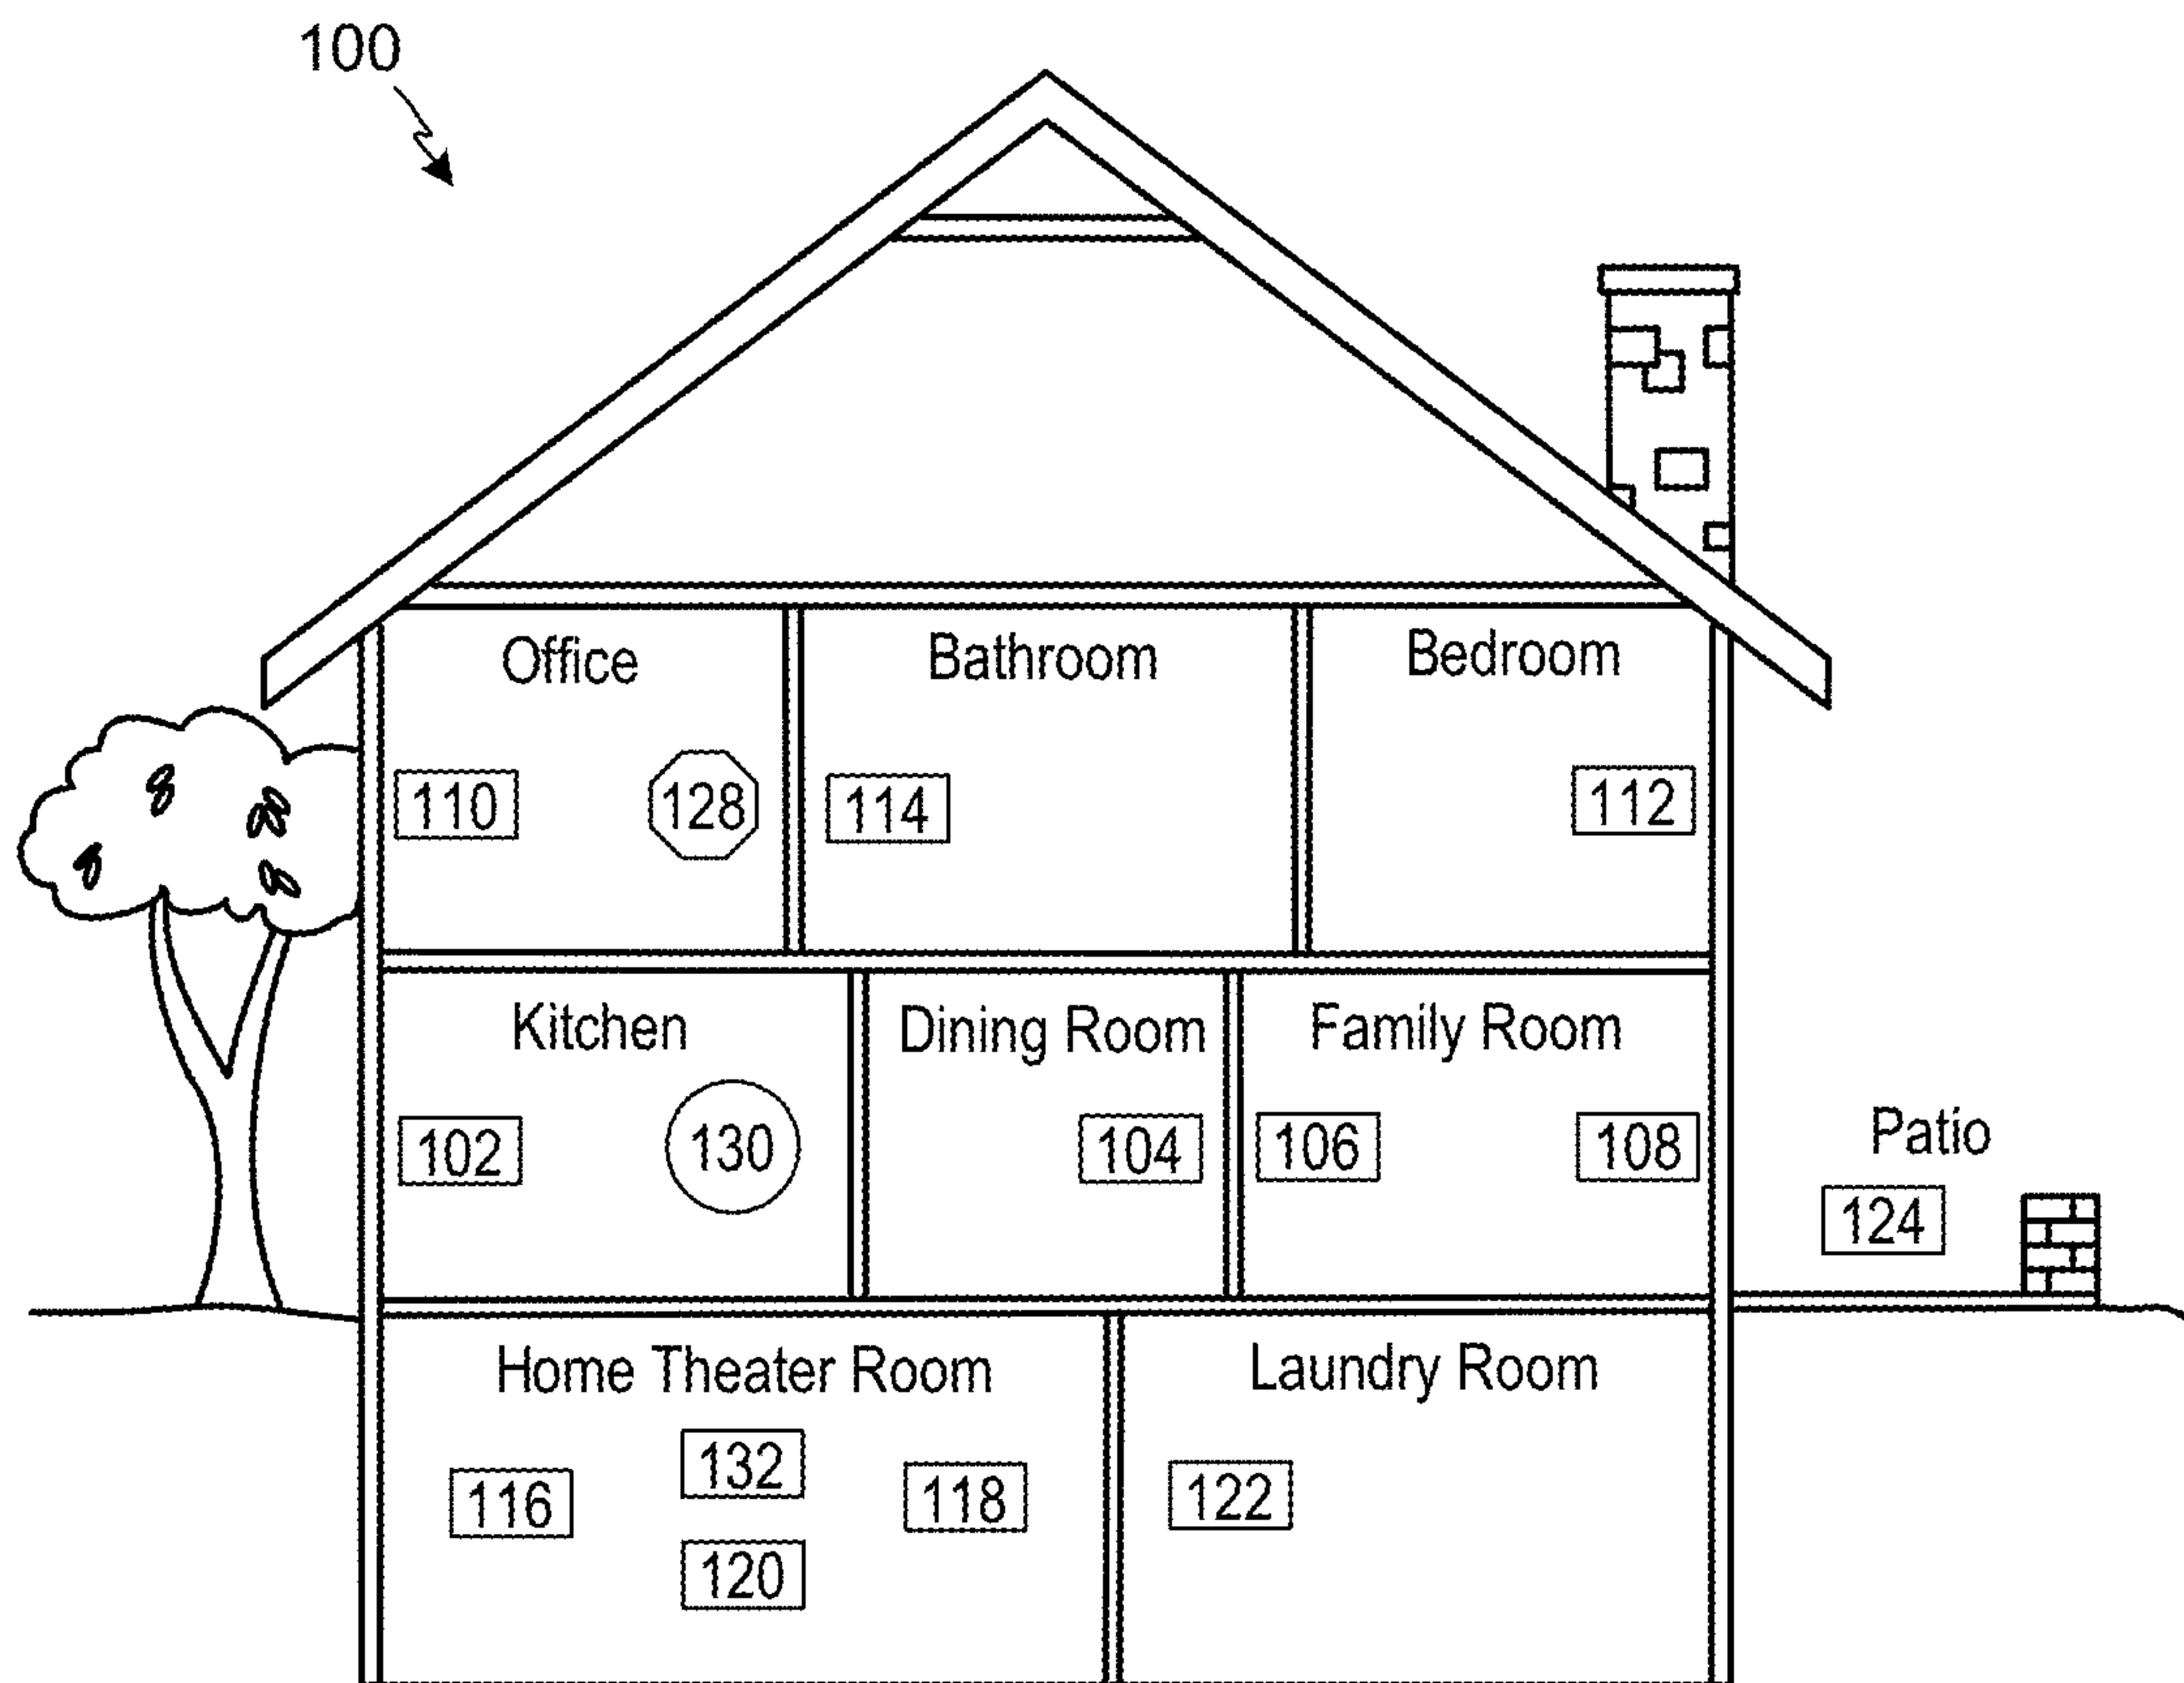 100
Office
Bathroom
Bedroom
110
128
114
112
Kitchen
Dining Room
Family Room
102
130
104
106
108
Patio
124
Home Theater Room
Laundry Room
132
116
118
122
120